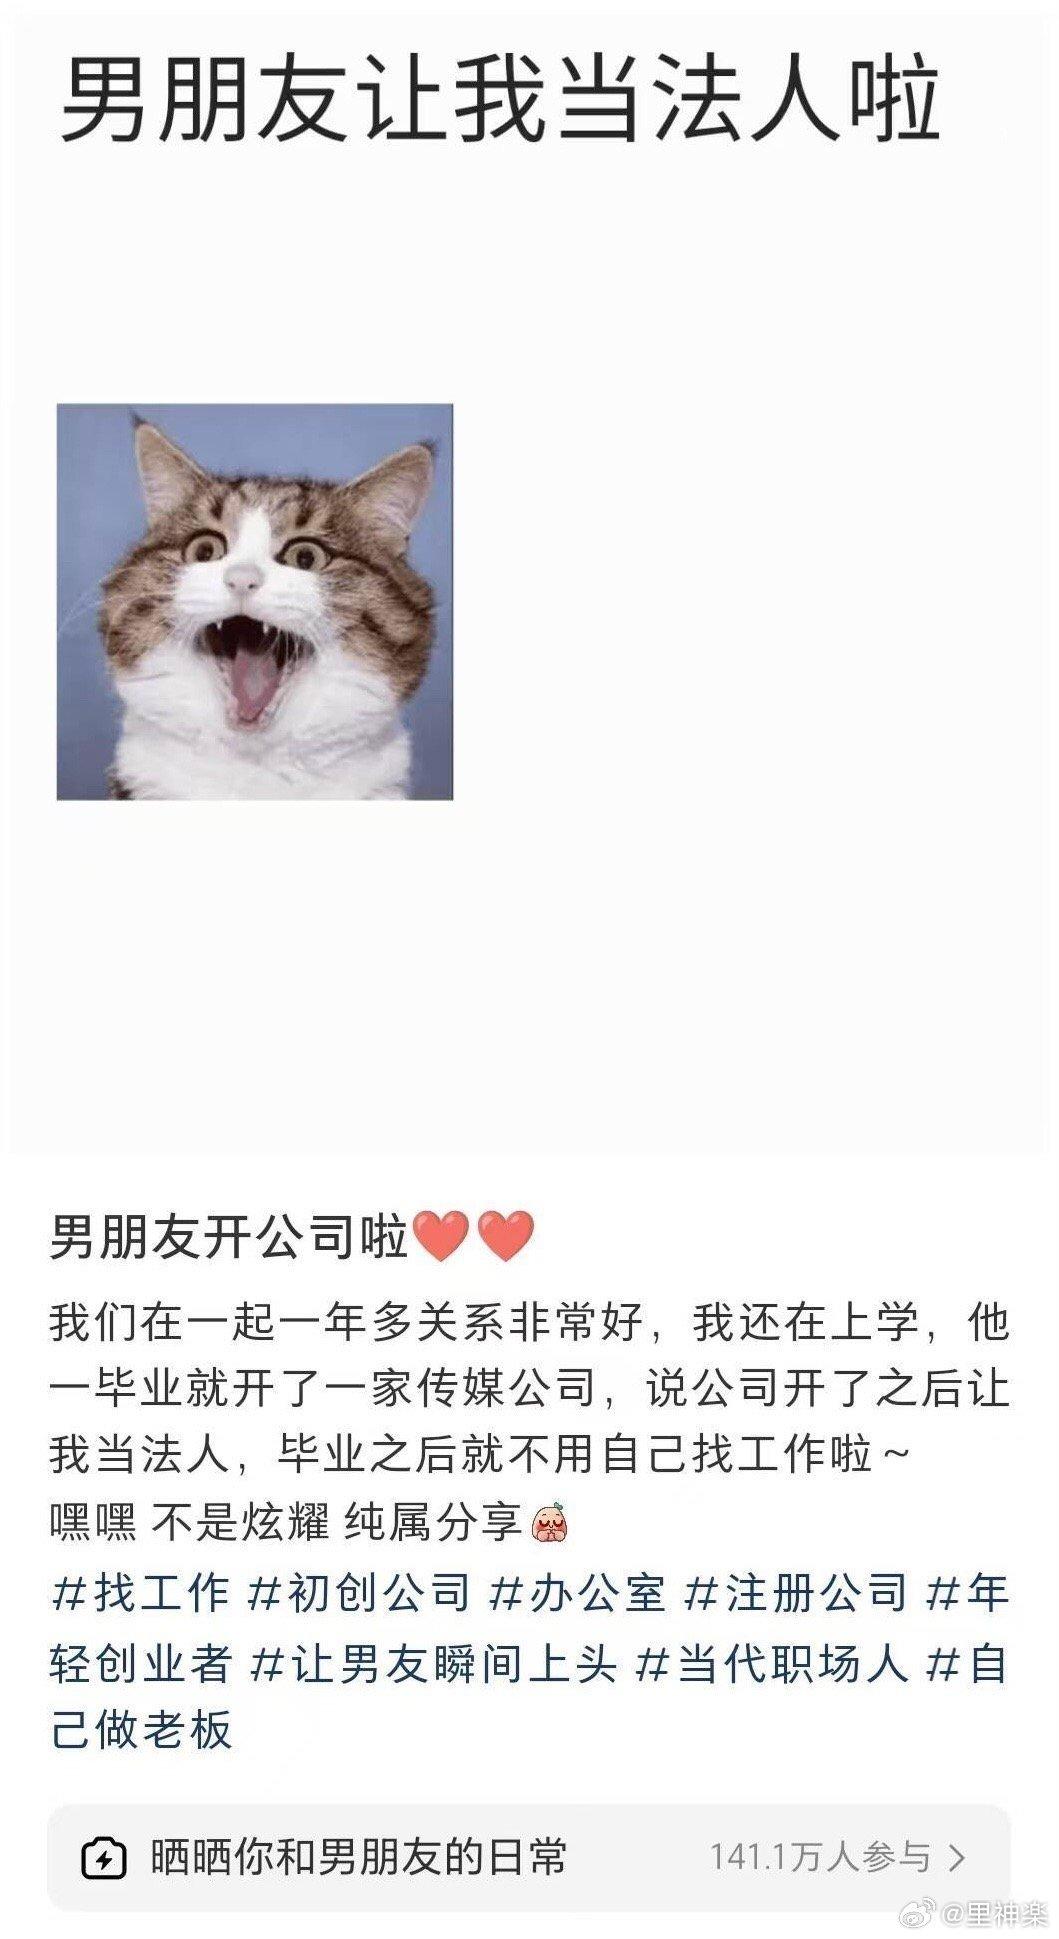 男朋友让我当法人啦
男朋友开公司啦❤️❤️
我们在一起一年多关系非常好，我还在上学，他
一毕业就开了一家传媒公司，说公司开了之后让
我当法人，毕业之后就不用自己找工作啦～
嘿嘿 不是炫耀 纯属分享
#找工作 #初创公司 #办公室 #注册公司 #年
轻创业者 #让男友瞬间上头 #当代职场人 #自
己做老板
晒晒你和男朋友的日常 141.1万人参与 >
@里神楽